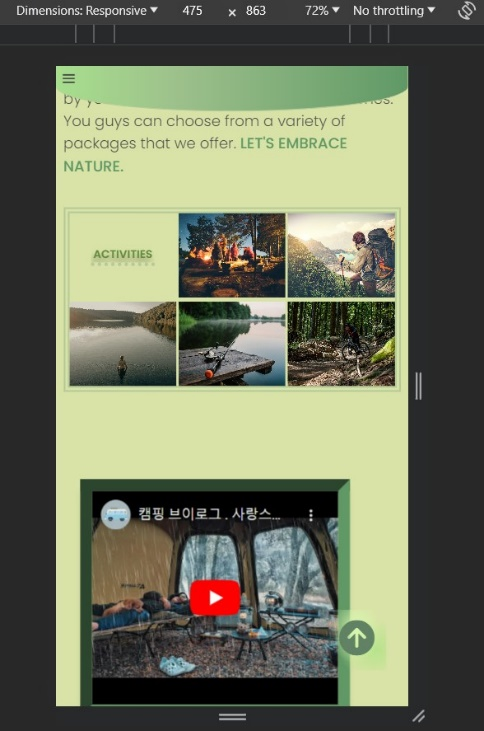 Dimensions: Responsive ▼ 475 × 863 72% ▼ No throttling ▼
You guys can choose from a variety of
packages that we offer. LET'S EMBRACE
NATURE.
ACTIVITIES
캠핑 브이로그 . 사랑스...